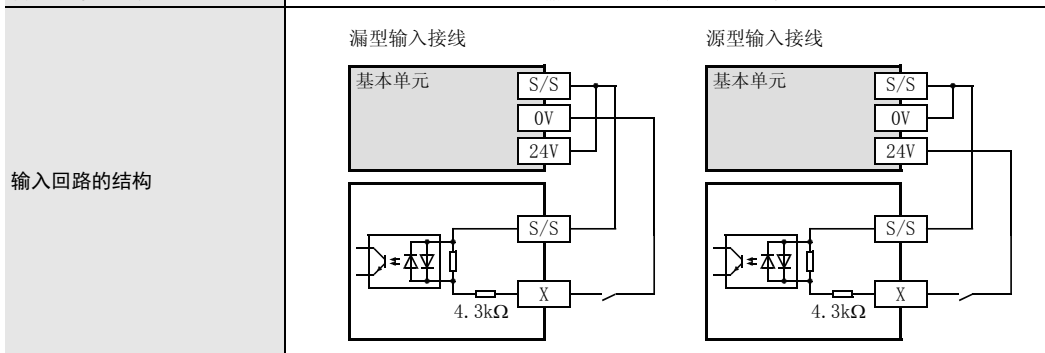 输入回路的结构
漏型输入接线
基本单元
S/S
0V
24V
S/S
X
4.3kΩ
源型输入接线
基本单元
S/S
0V
24V
S/S
X
4.3kΩ